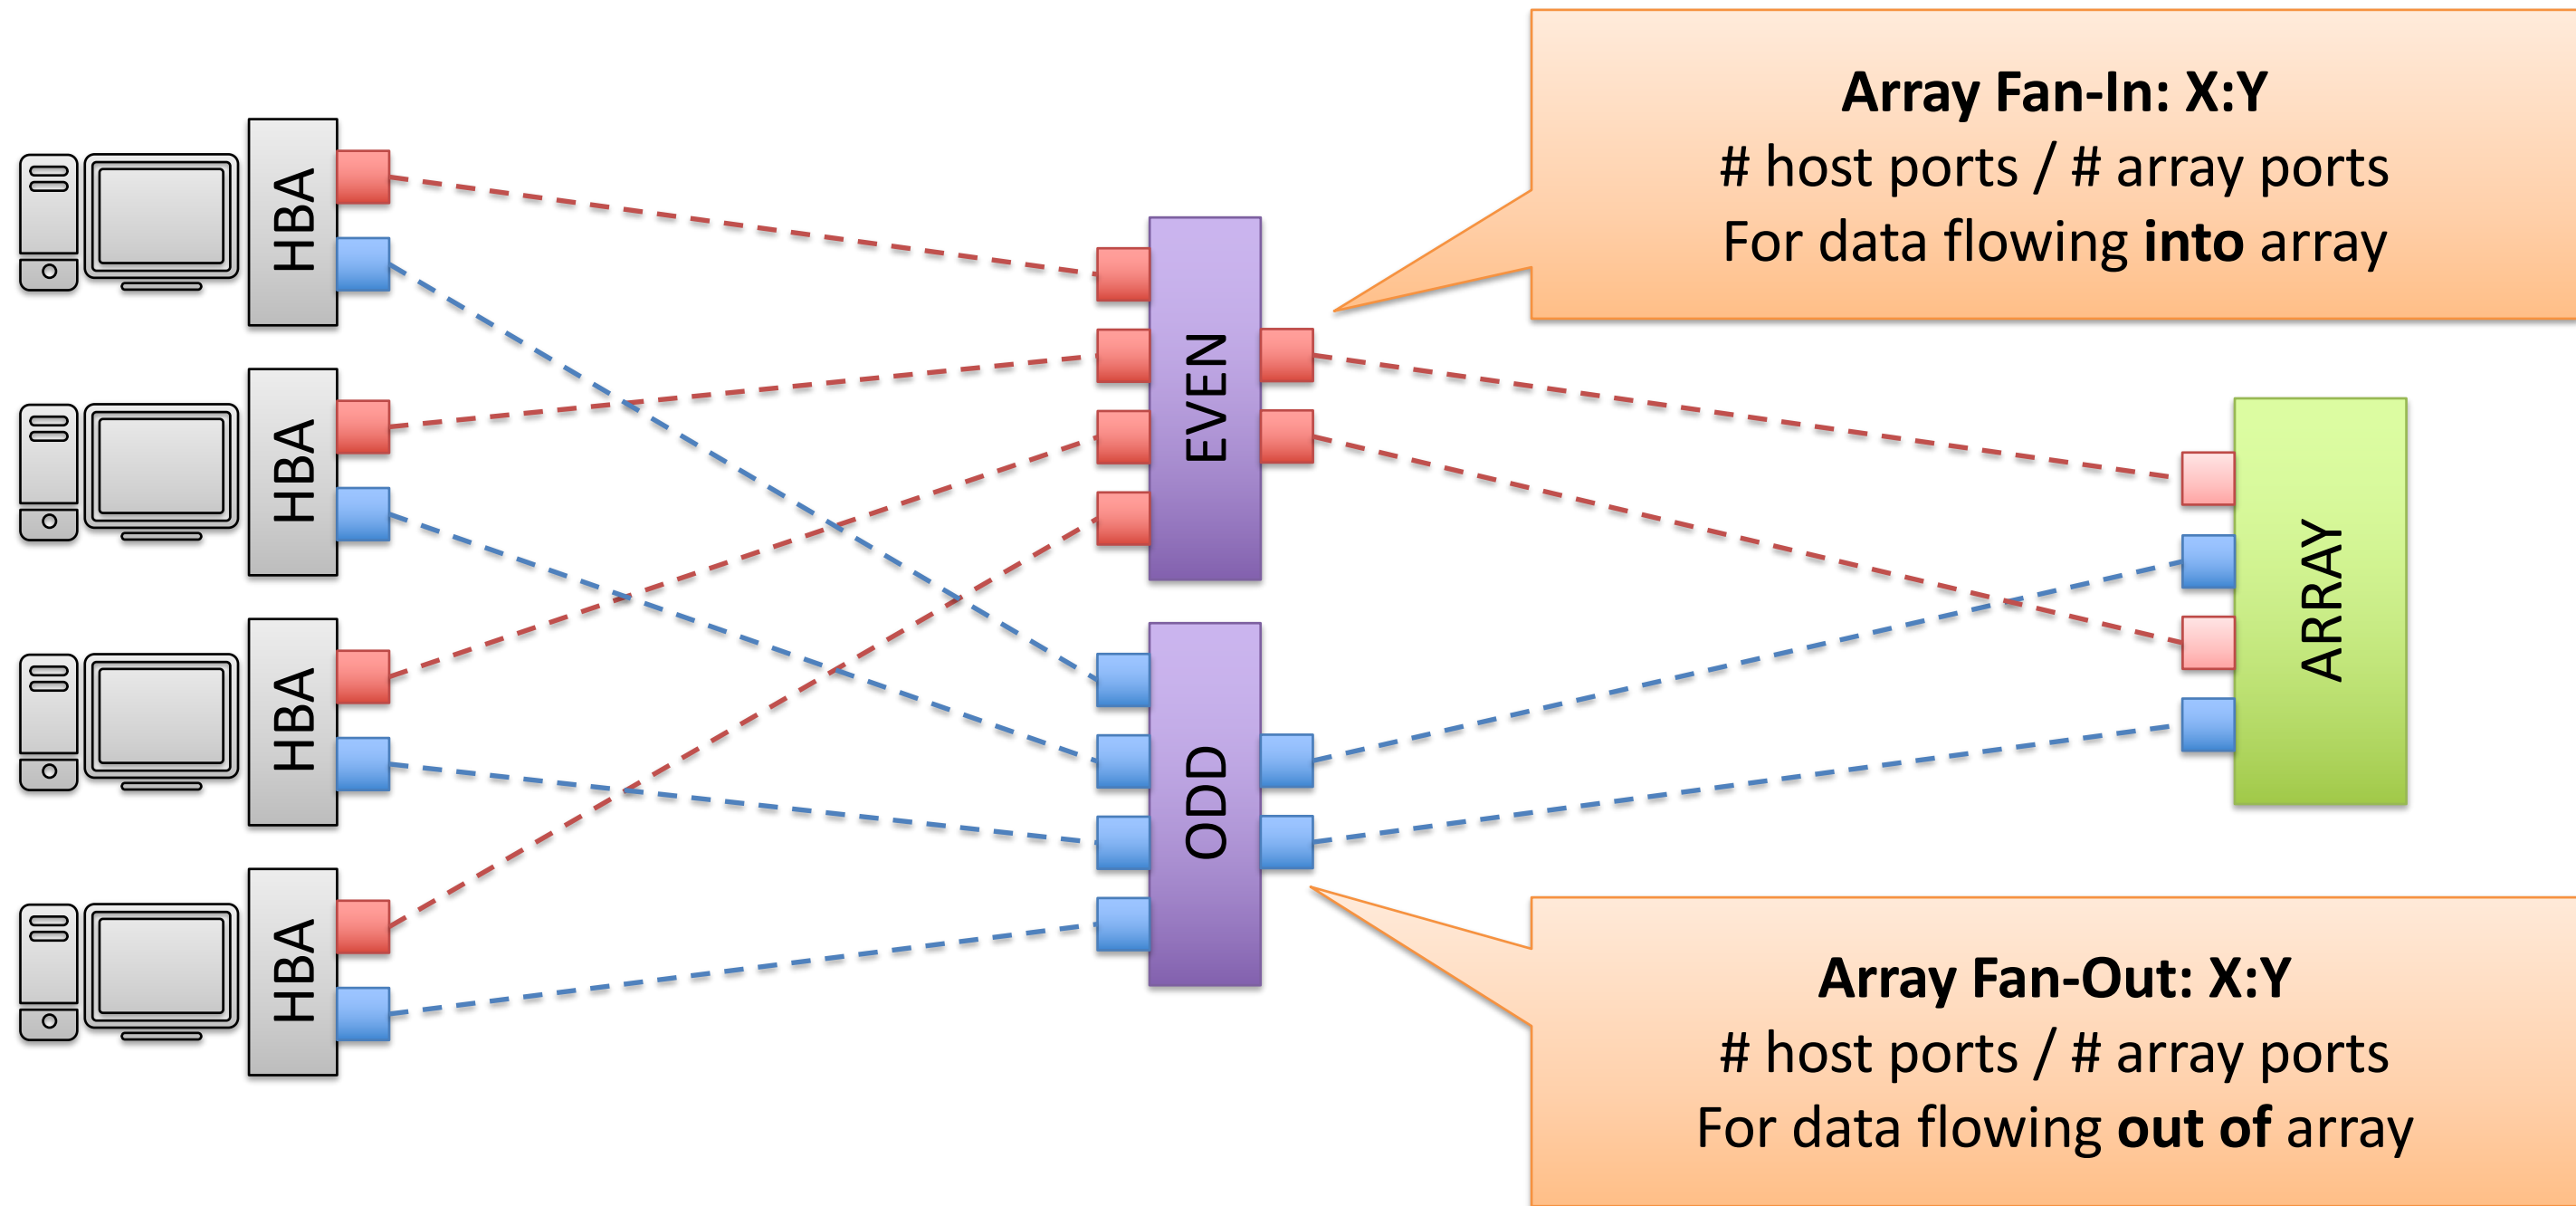 HBA
HBA
HBA
HBA
EVEN
ODD
ARRAY
Array Fan-In: X:Y
# host ports / # array ports
For data flowing into array
Array Fan-Out: X:Y
# host ports / # array ports
For data flowing out of array